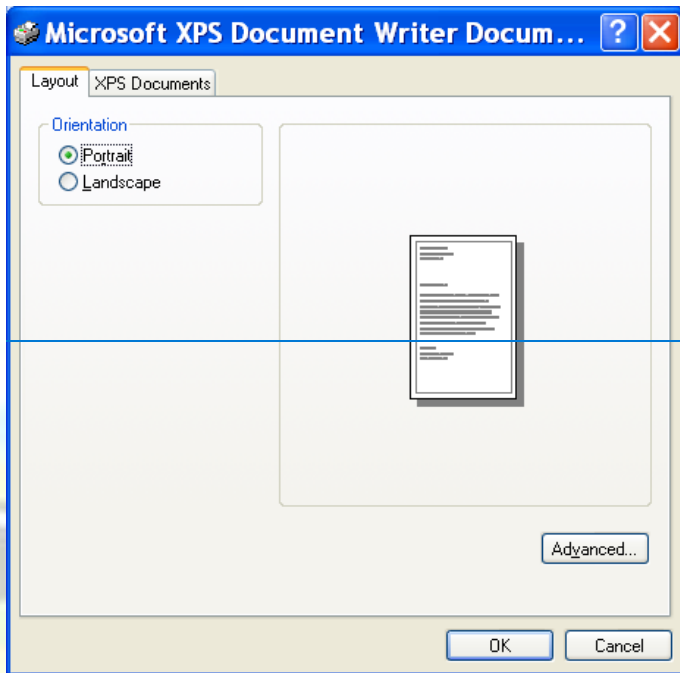 Microsoft XPS Document Writer Docum...
Layout XPS Documents
Orientation
Portrait
Landscape
Advanced...
OK Cancel